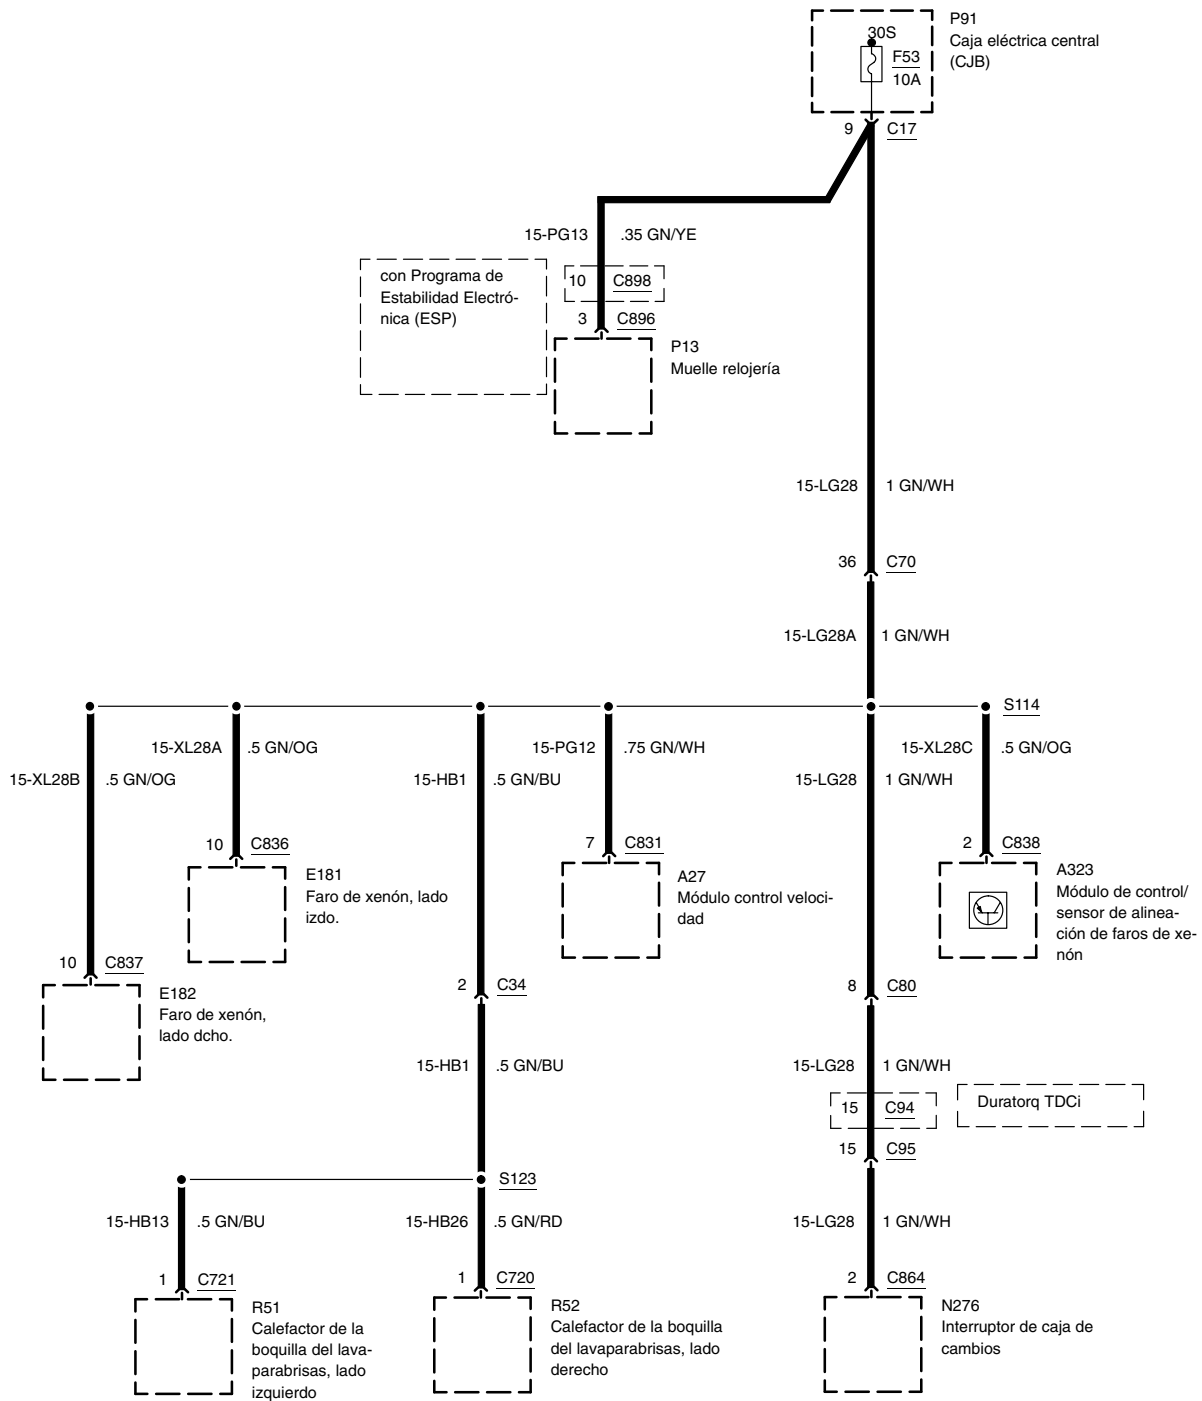 30S
F53
10A
P91
Caja eléctrica central
(CJB)
9
C17
15-PG13
.35 GN/YE
con Programa de
Estabilidad Electró-
nica (ESP)
10
C898
3
C896
P13
Muelle relojería
15-LG28
1 GN/WH
36
C70
15-LG28A
1 GN/WH
S114
15-XL28B
.5 GN/OG
15-XL28A
.5 GN/OG
15-HB1
.5 GN/BU
15-PG12
.75 GN/WH
15-LG28
1 GN/WH
15-XL28C
.5 GN/OG
10
C836
E181
Faro de xenón, lado
izdo.
7
C831
A27
Módulo control veloci-
dad
2
C838
A323
Módulo de control/
sensor de alinea-
ción de faros de xe-
nón
10
C837
E182
Faro de xenón,
lado dcho.
2
C34
8
C80
15-HB1
.5 GN/BU
15-LG28
1 GN/WH
15
C94
Duratorq TDCi
15
C95
S123
15-HB13
.5 GN/BU
15-HB26
.5 GN/RD
15-LG28
1 GN/WH
1
C721
R51
Calefactor de la
boquilla del lava-
parabrisas, lado
izquierdo
1
C720
R52
Calefactor de la boquilla
del lavaparabrisas, lado
derecho
2
C864
N276
Interruptor de caja de
cambios